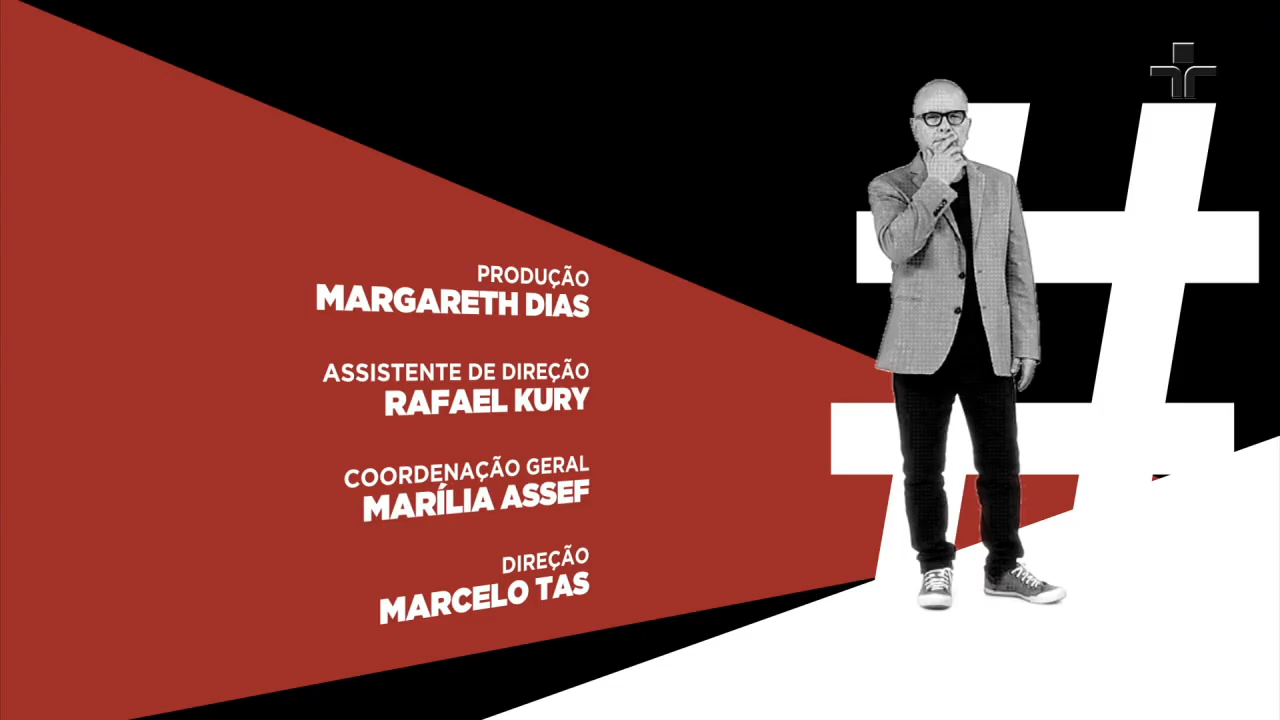 PRODUÇÃO
MARGARETH DIAS
ASSISTENTE DE DIREÇÃO
RAFAEL KURY
COORDENAÇÃO GERAL
MARÍLIA ASSEF
DIREÇÃO
MARCELO TAS
#